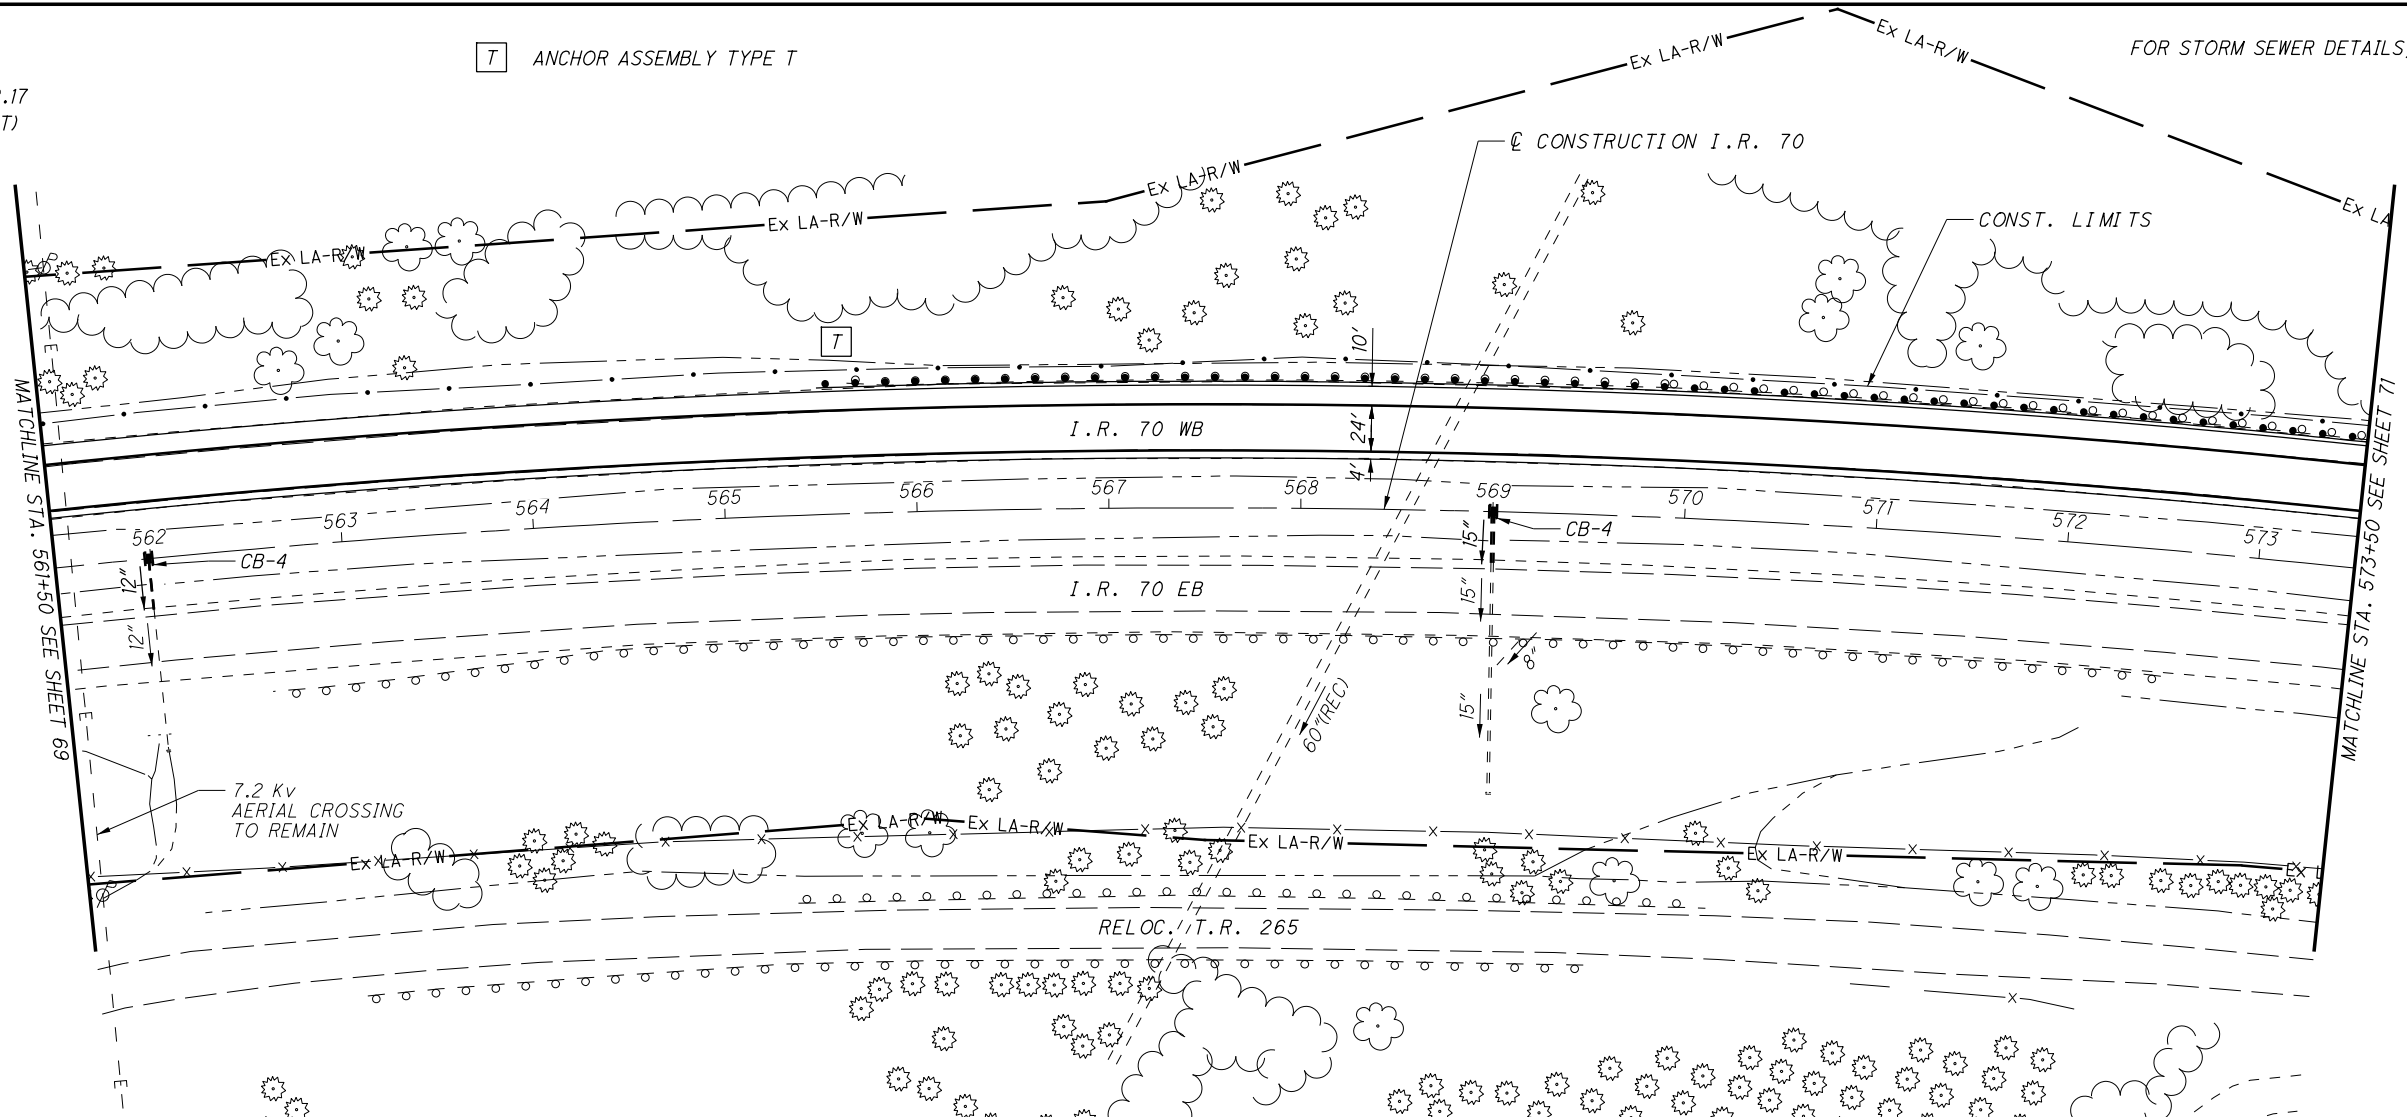 T ANCHOR ASSEMBLY TYPE T
FOR STORM SEWER DETAILS,
.17
T)
Ex LA-R/W
Ex LA-R/W
Ex LA-R/W
Ex LA-R/W
Ex LA-R/W
Ex LA
℄ CONSTRUCTION I.R. 70
CONST. LIMITS
T
10'
24'
4'
I.R. 70 WB
MATCHLINE STA. 561+50 SEE SHEET 69
MATCHLINE STA. 573+50 SEE SHEET 71
562
563
564
565
566
567
568
569
570
571
572
573
CB-4
CB-4
12"
12"
15"
15"
15"
8"
I.R. 70 EB
60"(REC)
E
E
E
P
P
7.2 Kv
AERIAL CROSSING
TO REMAIN
Ex LA-R/W
Ex LA-R/W
Ex LA-R/W
Ex LA-R/W
Ex LA-R/W
Ex L
RELOC. T.R. 265